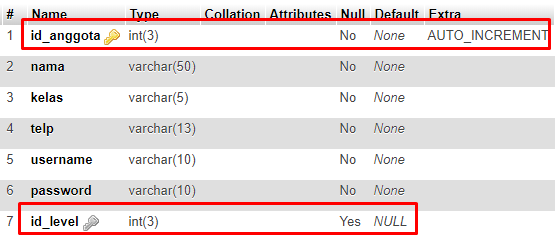 # Name Type Collation Attributes Null Default Extra
1 id_anggota int(3) No None AUTO_INCREMENT
2 nama varchar(50) No None
3 kelas varchar(5) No None
4 telp varchar(13) No None
5 username varchar(10) No None
6 password varchar(10) No None
7 id_level int(3) Yes NULL